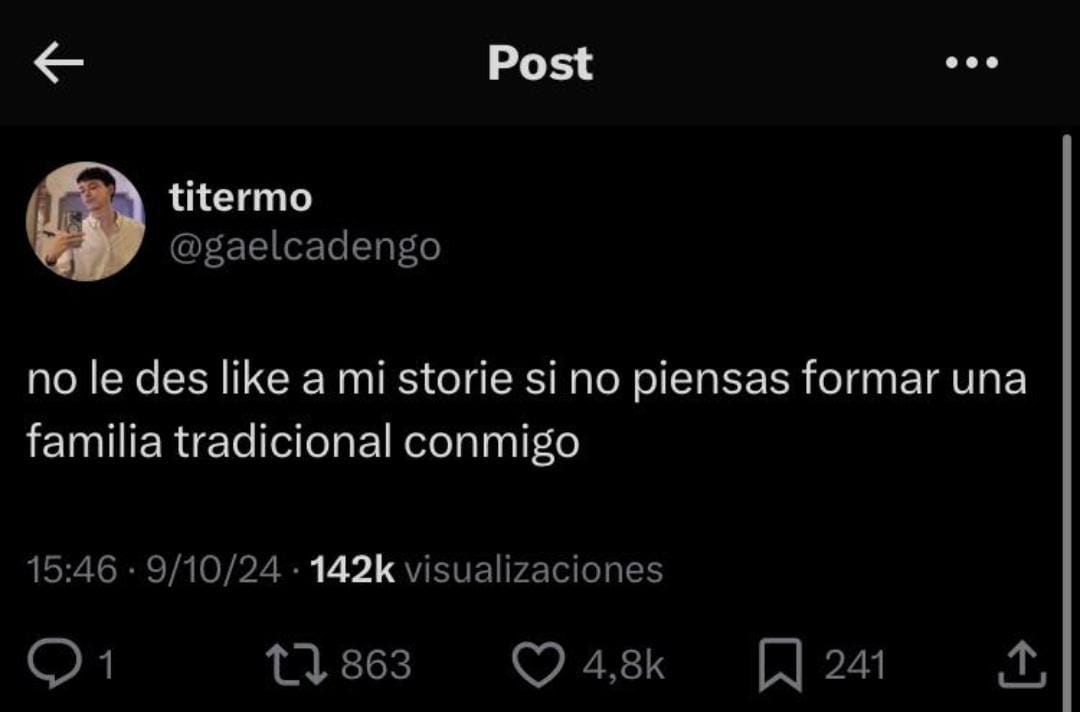 Post
titermo
@gaelcadengo
no le des like a mi storie si no piensas formar una
familia tradicional conmigo
15:46 · 9/10/24 · 142k visualizaciones
1 863 4,8k 241